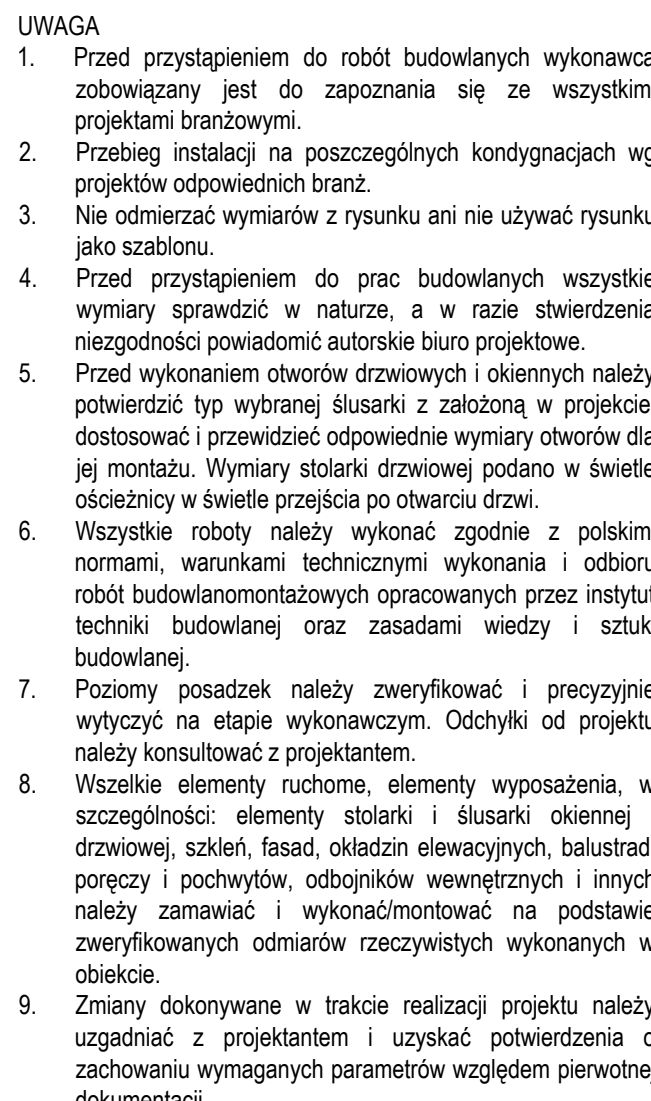 UWAGA
1. Przed przystąpieniem do robót budowlanych wykonawca
zobowiązany jest do zapoznania się ze wszystkim
projektami branżowymi.
2. Przebieg instalacji na poszczególnych kondygnacjach wg
projektów odpowiednich branż.
3. Nie odmierzać wymiarów z rysunku ani nie używać rysunku
jako szablonu.
4. Przed przystąpieniem do prac budowlanych wszystkie
wymiary sprawdzić w naturze, a w razie stwierdzenia
niezgodności powiadomić autorskie biuro projektowe.
5. Przed wykonaniem otworów drzwiowych i okiennych należy
potwierdzić typ wybranej ślusarki z założoną w projekcie
dostosować i przewidzieć odpowiednie wymiary otworów dla
jej montażu. Wymiary stolarki drzwiowej podano w świetle
ościeżnicy w świetle przejścia po otwarciu drzwi.
6. Wszystkie roboty należy wykonać zgodnie z polskim
normami, warunkami technicznymi wykonania i odbioru
robót budowlanomontażowych opracowanych przez instytut
techniki budowlanej oraz zasadami wiedzy i sztuk
budowlanej.
7. Poziomy posadzek należy zweryfikować i precyzyjnie
wytyczyć na etapie wykonawczym. Odchyłki od projektu
należy konsultować z projektantem.
8. Wszelkie elementy ruchome, elementy wyposażenia, w
szczególności: elementy stolarki i ślusarki okiennej
drzwiowej, szkleń, fasad, okładzin elewacyjnych, balustrad
poręczy i pochwytów, odbojników wewnętrznych i innych
należy zamawiać i wykonać/montować na podstawie
zweryfikowanych odmiarów rzeczywistych wykonanych w
obiekcie.
9. Zmiany dokonywane w trakcie realizacji projektu należy
uzgadniać z projektantem i uzyskać potwierdzenia o
zachowaniu wymaganych parametrów względem pierwotnej
dokumentacji